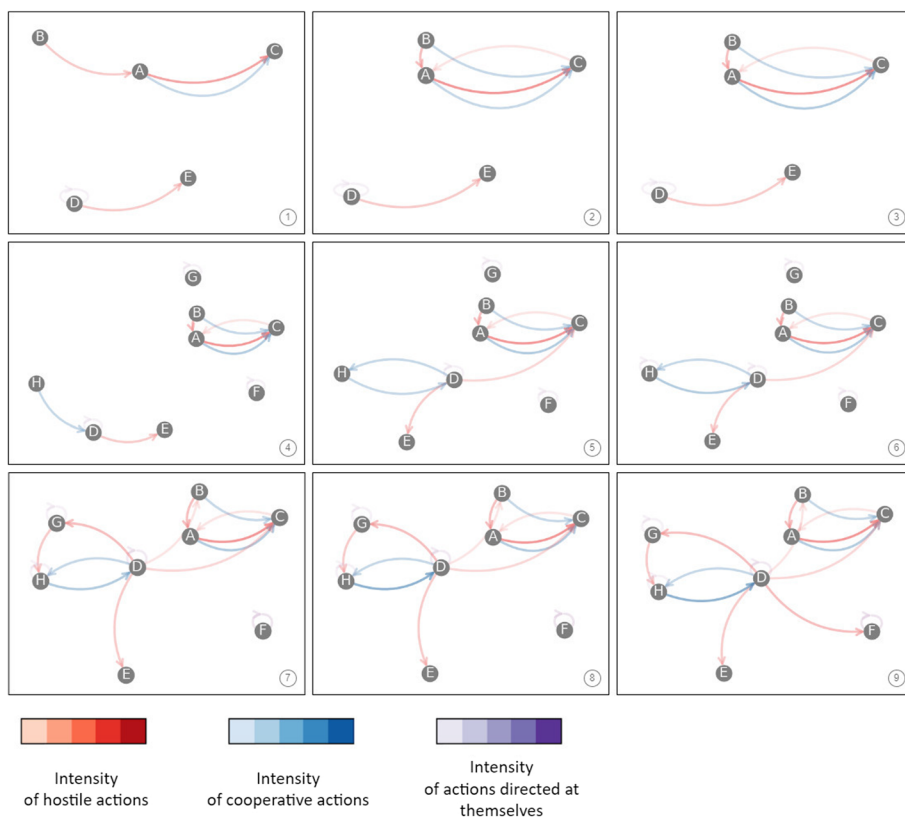 B
A
C
D
E
1
B
A
C
D
E
2
B
A
C
D
E
3
G
B
A
C
H
F
D
E
4
G
B
A
C
H
D
F
E
5
G
B
A
C
H
D
F
E
6
B
G
A
C
H
D
F
E
7
B
G
A
C
H
D
F
E
8
B
G
A
C
H
D
F
E
9
Intensity
of hostile actions
Intensity
of cooperative actions
Intensity
of actions directed at
themselves